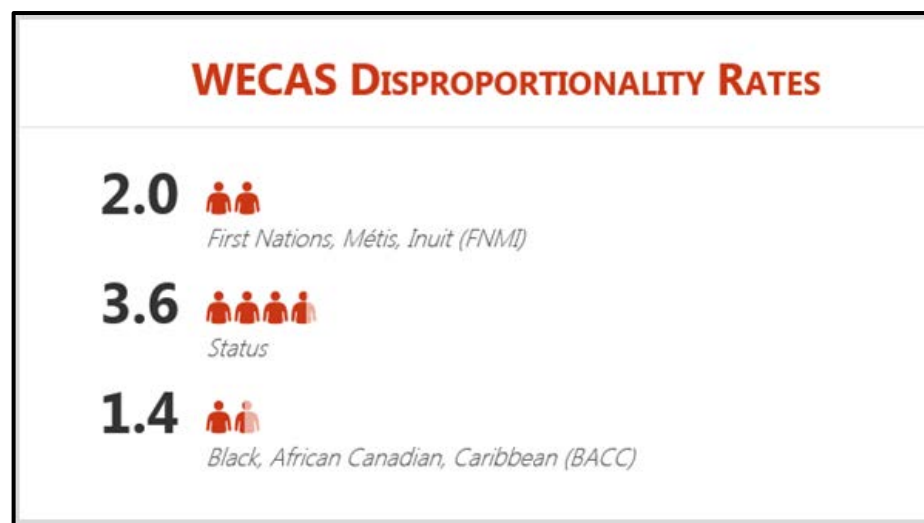 WECAS DISPROPORTIONALITY RATES
2.0
First Nations, Métis, Inuit (FNMI)
3.6
Status
1.4
Black, African Canadian, Caribbean (BACC)